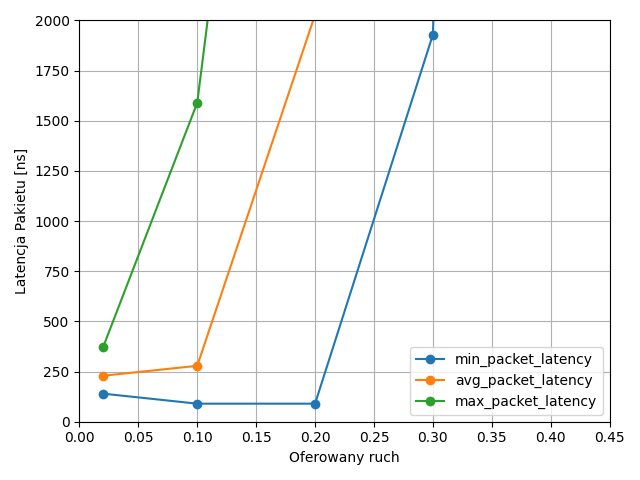 2000
1750
1500
1250
1000
750
500
250
0
Latencja Pakietu [ns]
min_packet_latency
avg_packet_latency
max_packet_latency
0.00 0.05 0.10 0.15 0.20 0.25 0.30 0.35 0.40 0.45
Oferowany ruch